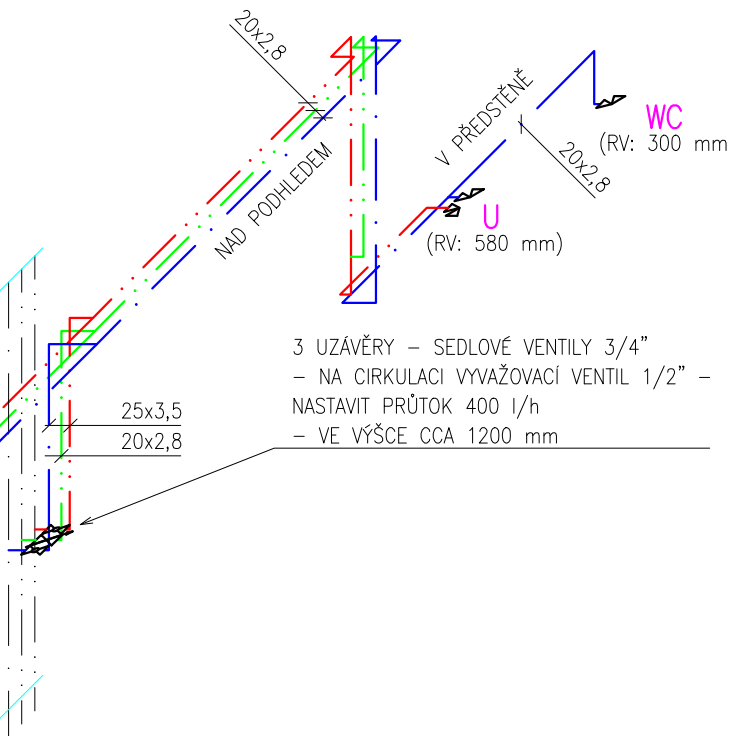 20x2,8
NAD PODHLEDEM
V PŘEDSTĚNĚ
20x2,8
WC
(RV: 300 mm
U
(RV: 580 mm)
3 UZÁVĚRY – SEDLOVÉ VENTILY 3/4"
– NA CIRKULACI VYVAŽOVACÍ VENTIL 1/2" –
NASTAVIT PRŮTOK 400 l/h
– VE VÝŠCE CCA 1200 mm
25x3,5
20x2,8